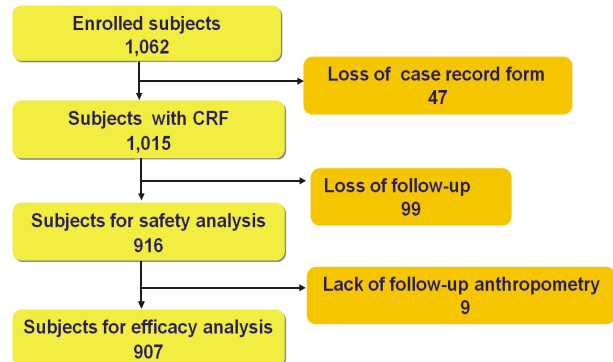 Enrolled subjects
1,062
Loss of case record form
47
Subjects with CRF
1,015
Loss of follow-up
99
Subjects for safety analysis
916
Lack of follow-up anthropometry
9
Subjects for efficacy analysis
907